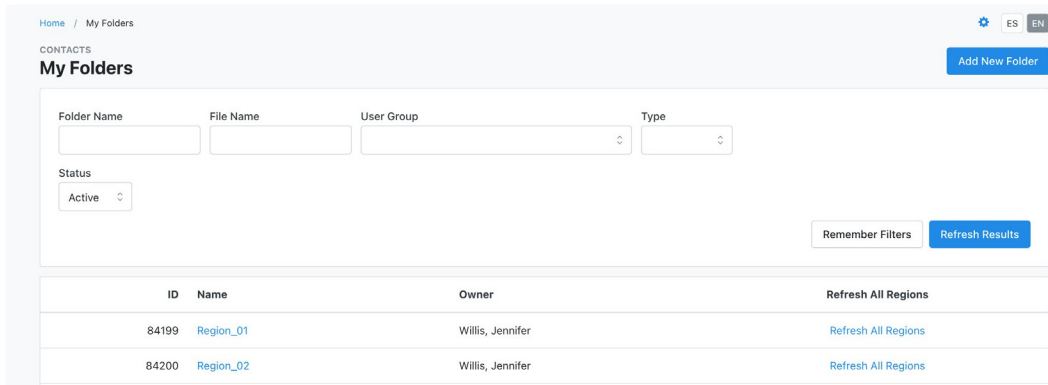 Home / My Folders ES EN
CONTACTS
My Folders Add New Folder
Folder Name File Name User Group Type
Status
Active
Remember Filters Refresh Results
ID Name Owner Refresh All Regions
84199 Region_01 Willis, Jennifer Refresh All Regions
84200 Region_02 Willis, Jennifer Refresh All Regions